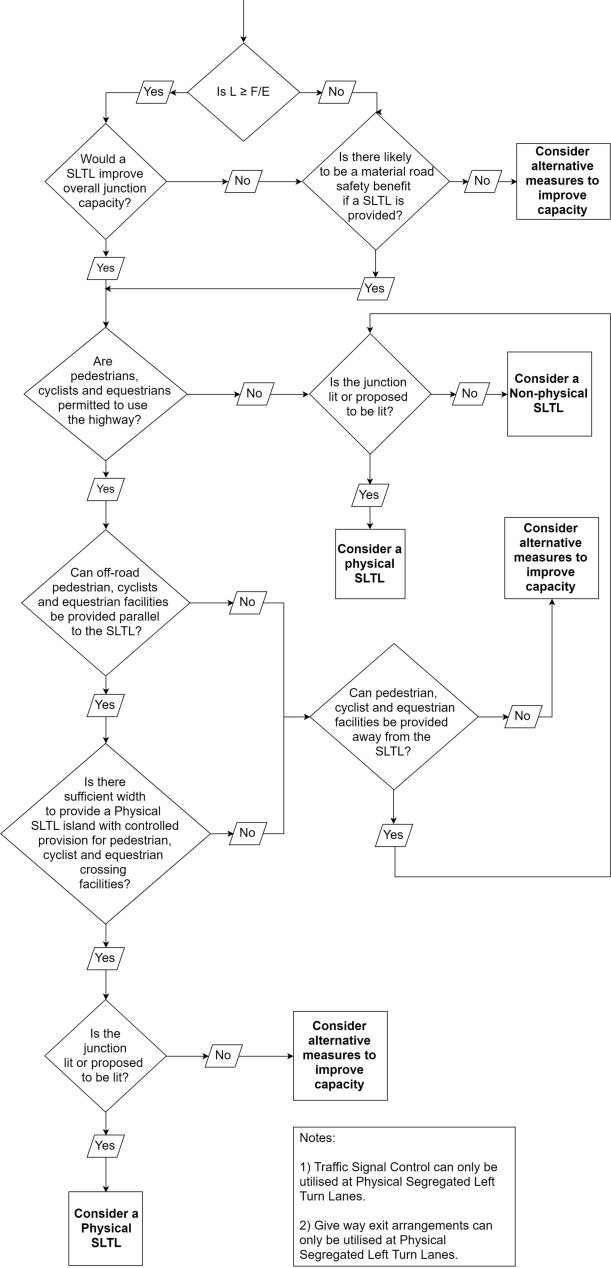 Is L ≥ F/E
Yes
No
Would a
SLTL improve
overall junction
capacity?
No
Is there likely
to be a material road
safety benefit
if a SLTL is
provided?
No
Consider
alternative
measures to
improve
capacity
Yes
Yes
Are
pedestrians,
cyclists and equestrians
permitted to use
the highway?
No
Is the junction
lit or proposed
to be lit?
No
Consider a
Non-physical
SLTL
Yes
Yes
Consider a
physical
SLTL
Consider
alternative
measures to
improve
capacity
Can off-road
pedestrian, cyclists
and equestrian facilities
be provided parallel
to the SLTL?
No
Yes
Can pedestrian,
cyclist and equestrian
facilities be provided
away from the
SLTL?
No
Yes
Is there
sufficient width
to provide a Physical
SLTL island with controlled
provision for pedestrian,
cyclist and equestrian
crossing
facilities?
No
Yes
Is the
junction
lit or proposed
to be lit?
No
Consider
alternative
measures to
improve
capacity
Yes
Consider a
Physical
SLTL
Notes:
1) Traffic Signal Control can only be
utilised at Physical Segregated Left
Turn Lanes.
2) Give way exit arrangements can
only be utilised at Physical
Segregated Left Turn Lanes.